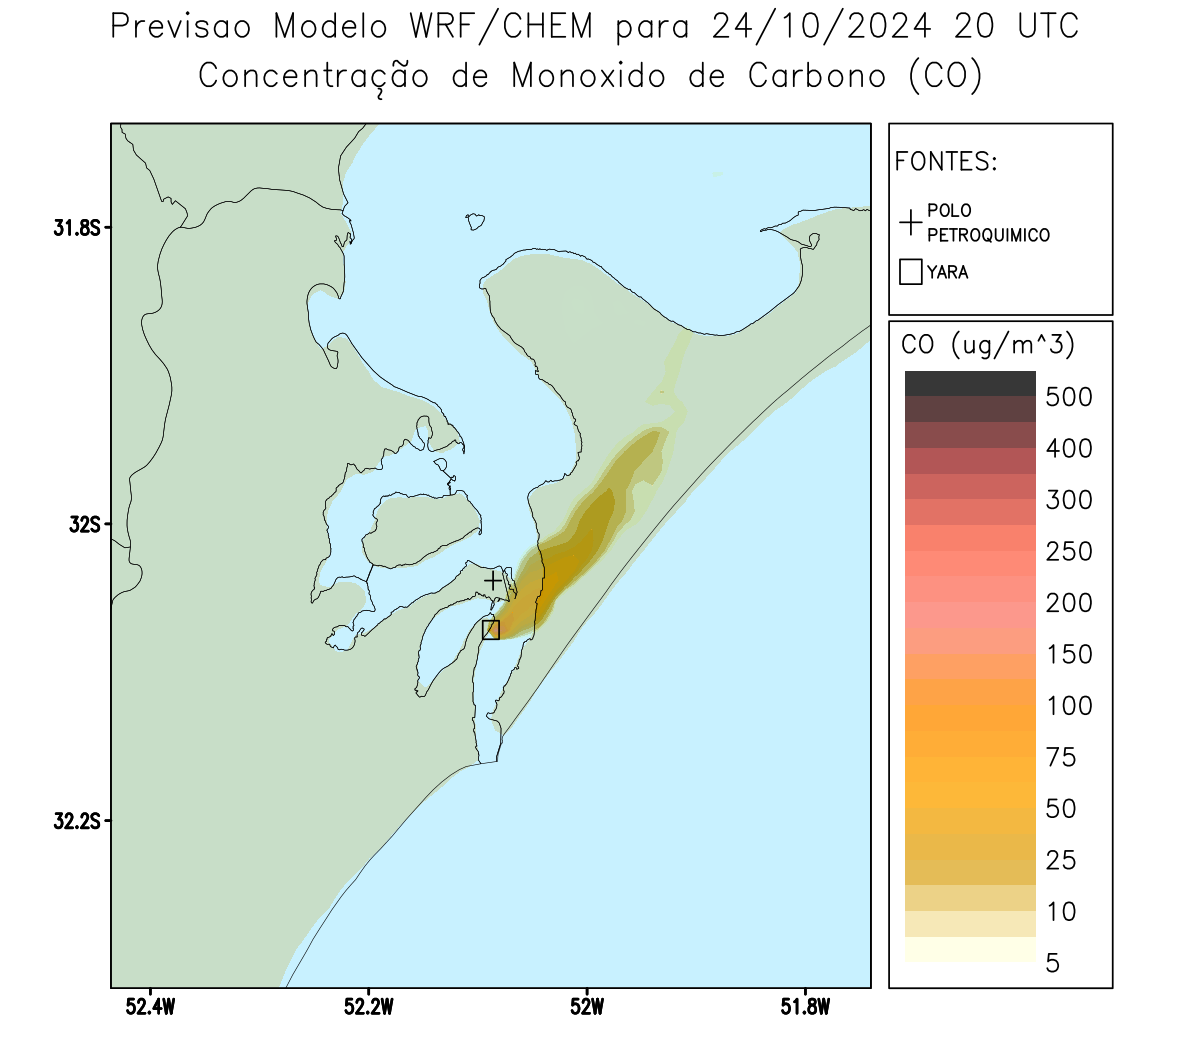 Previsao Modelo WRF/CHEM para 24/10/2024 20 UTC
Concentração de Monoxido de Carbono (CO)
FONTES:
POLO
PETROQUIMICO
YARA
CO (ug/m^3)
500
400
300
250
200
150
100
75
50
25
10
5
31.8S
32S
32.2S
52.4W
52.2W
52W
51.8W